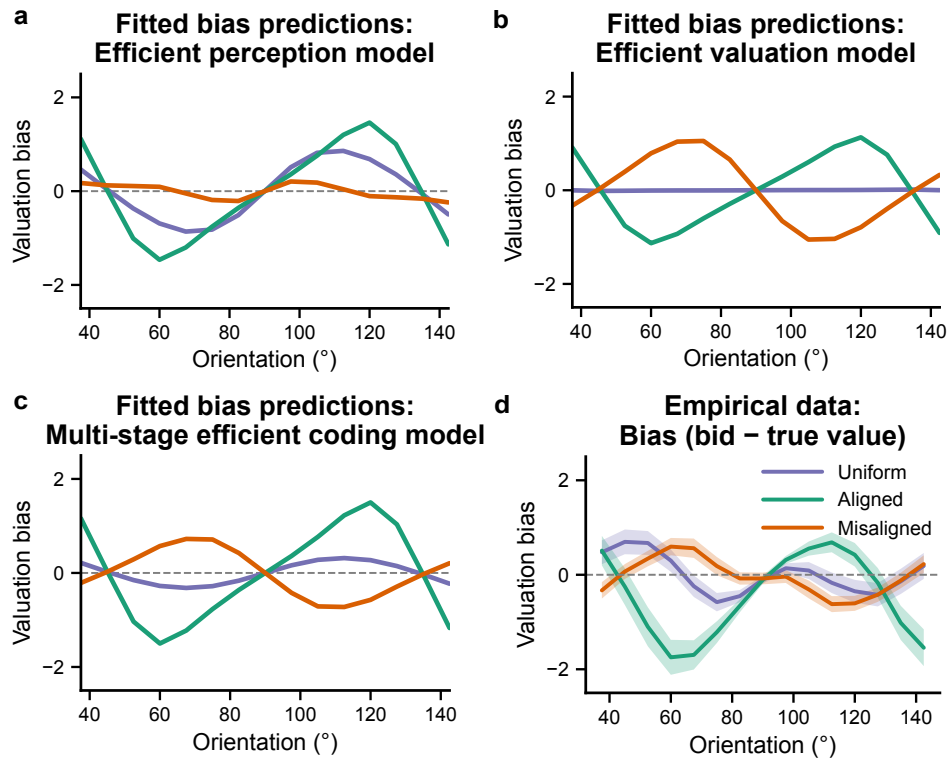 a
Fitted bias predictions:
Efficient perception model
2
0
−2
Valuation bias
40 60 80 100 120 140
Orientation (°)
b
Fitted bias predictions:
Efficient valuation model
2
0
−2
Valuation bias
40 60 80 100 120 140
Orientation (°)
c
Fitted bias predictions:
Multi-stage efficient coding model
2
0
−2
Valuation bias
40 60 80 100 120 140
Orientation (°)
d
Empirical data:
Bias (bid − true value)
Uniform
Aligned
Misaligned
2
0
−2
Valuation bias
40 60 80 100 120 140
Orientation (°)